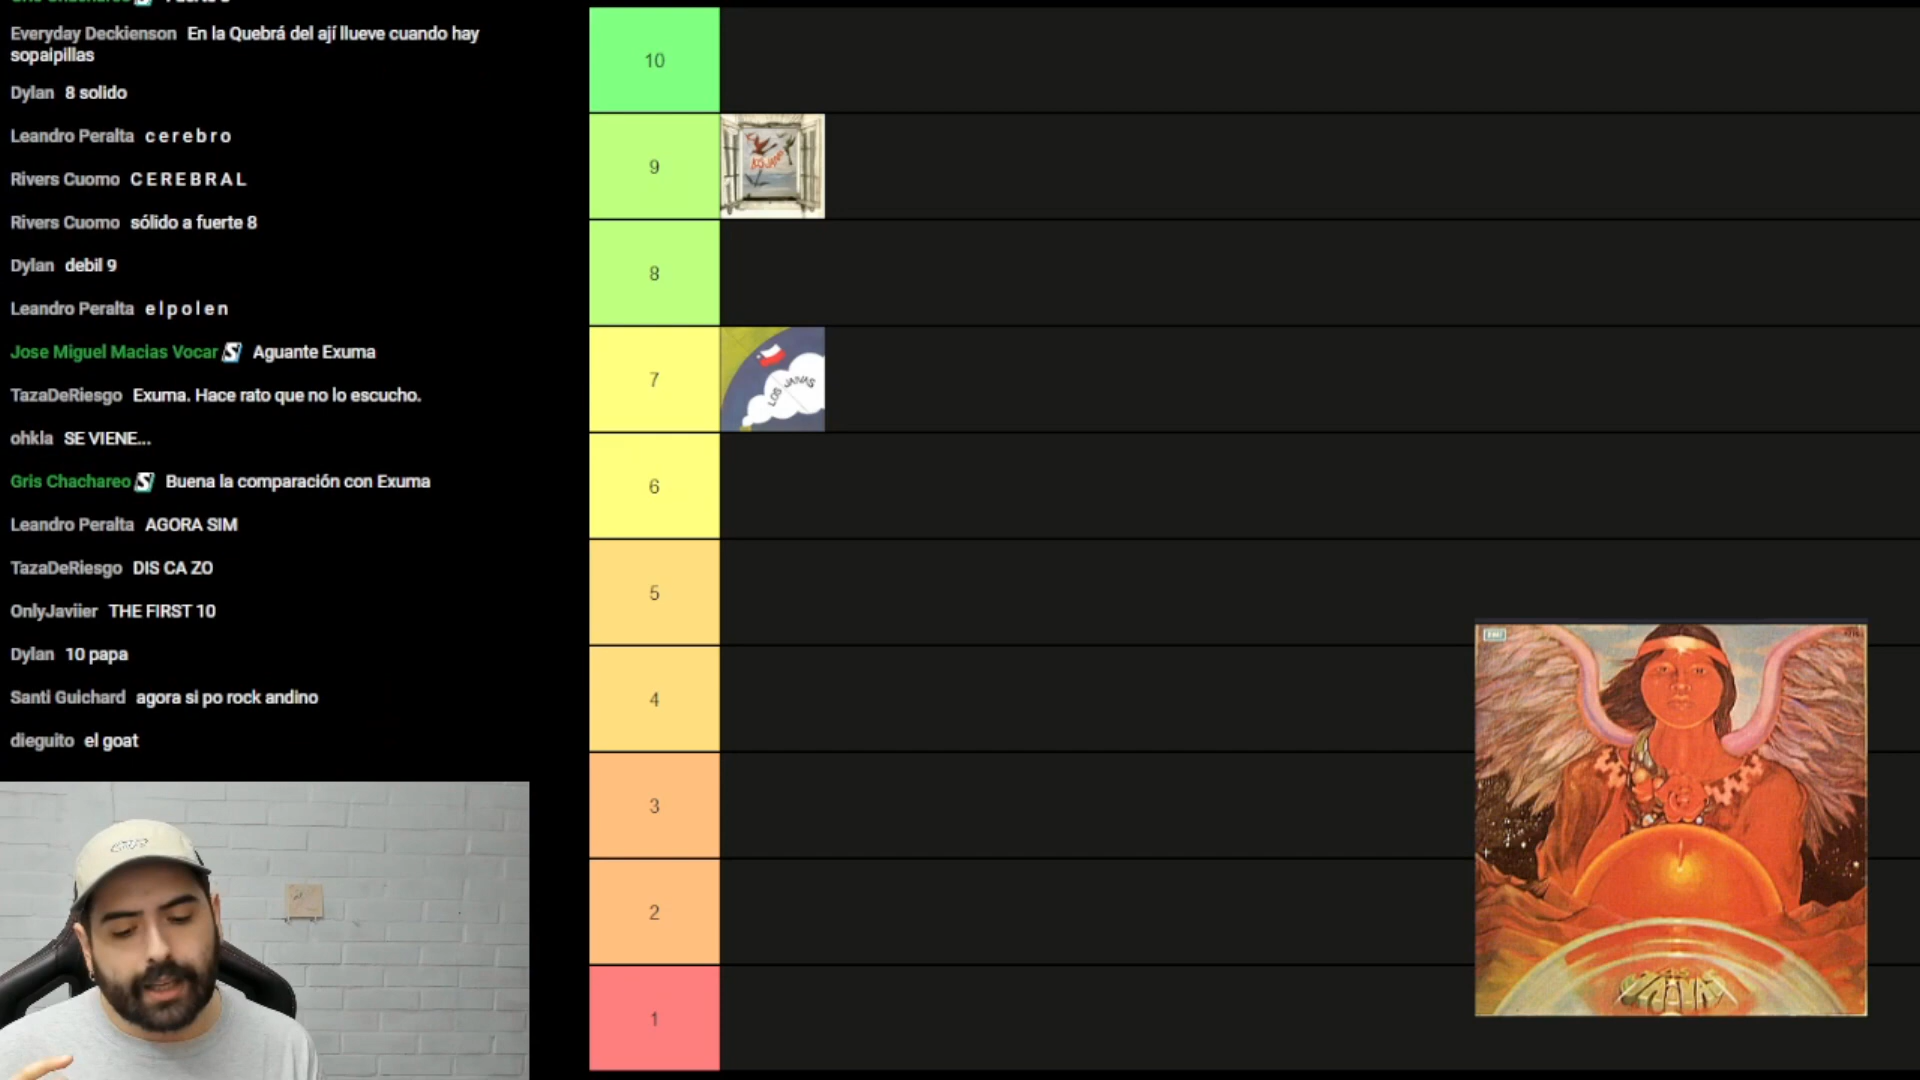 Everyday Deckienson En la Quebrá del ají llueve cuando hay
sopaipillas
Dylan 8 solido
Leandro Peralta c e r e b r o
Rivers Cuomo C E R E B R A L
Rivers Cuomo sólido a fuerte 8
Dylan debil 9
Leandro Peralta e l p o l e n
Jose Miguel Macias Vocar S Aguante Exuma
TazaDeRiesgo Exuma. Hace rato que no lo escucho.
ohkla SE VIENE...
Gris Chachareo S Buena la comparación con Exuma
Leandro Peralta AGORA SIM
TazaDeRiesgo DIS CA ZO
OnlyJaviier THE FIRST 10
Dylan 10 papa
Santi Guichard agora si po rock andino
dieguito el goat
10
9
8
7
LOS JAIVAS
6
5
4
3
2
1
EMI
JAIVAS